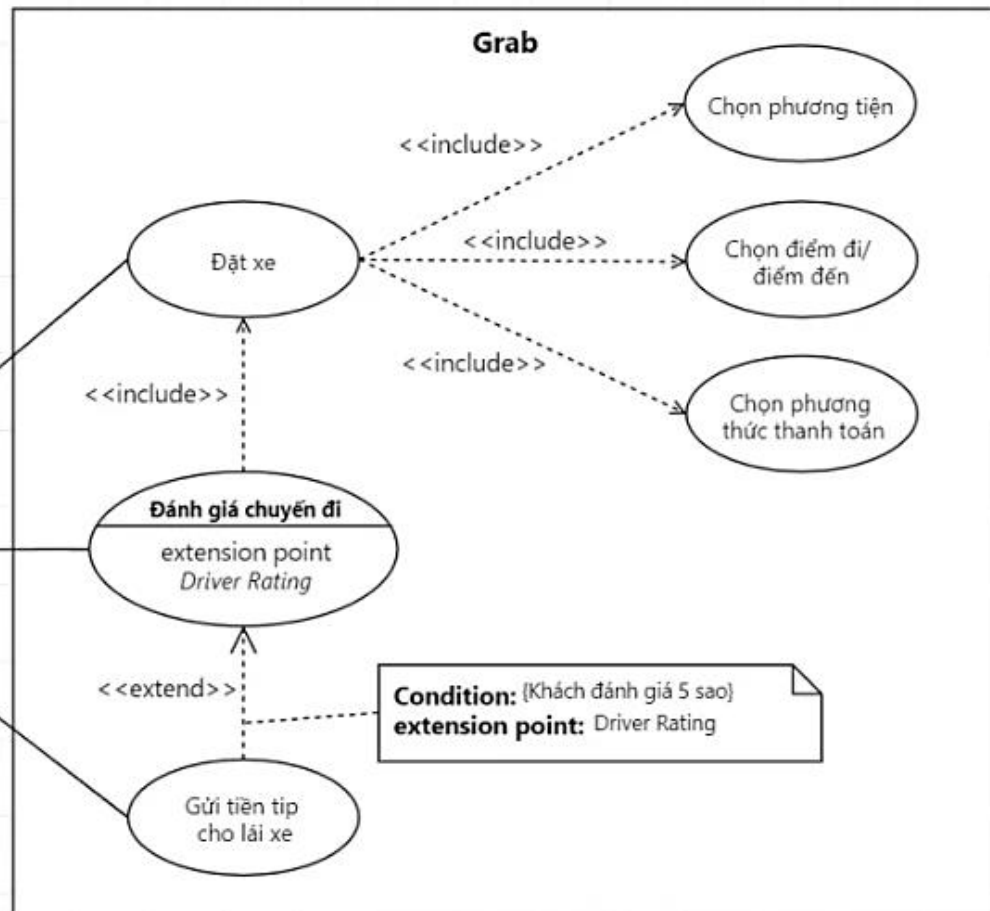 Grab
Chọn phương tiện
<<include>>
<<include>>
Chọn điểm đi/
điểm đến
Đặt xe
<<include>>
Chọn phương
thức thanh toán
<<include>>
Đánh giá chuyến đi
extension point
Driver Rating
<<extend>>
Condition: {Khách đánh giá 5 sao}
extension point: Driver Rating
Gửi tiền tip
cho lái xe